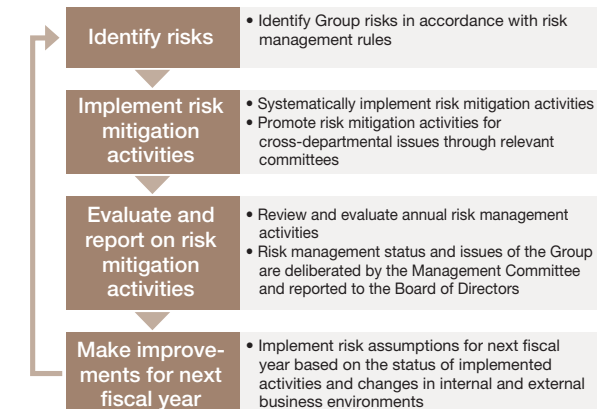 Identify risks
• Identify Group risks in accordance with risk
management rules
Implement risk
mitigation
activities
• Systematically implement risk mitigation activities
• Promote risk mitigation activities for
cross-departmental issues through relevant
committees
Evaluate and
report on risk
mitigation
activities
• Review and evaluate annual risk management
activities
• Risk management status and issues of the Group
are deliberated by the Management Committee
and reported to the Board of Directors
Make improve-
ments for next
fiscal year
• Implement risk assumptions for next fiscal
year based on the status of implemented
activities and changes in internal and external
business environments